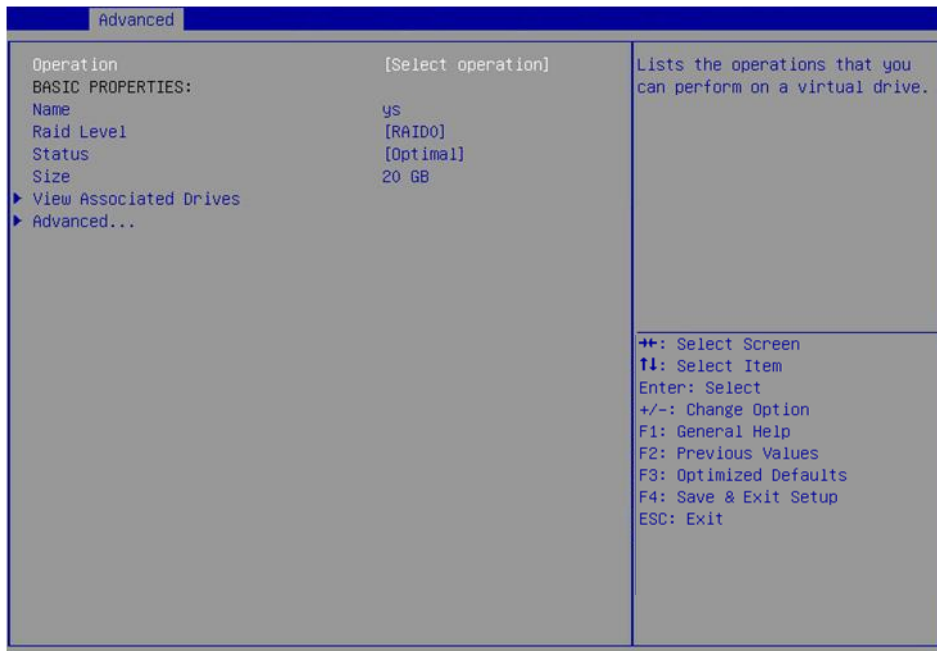 Advanced
Operation [Select operation]
BASIC PROPERTIES:
Name ys
Raid Level [RAID0]
Status [Optimal]
Size 20 GB
View Associated Drives
Advanced...
Lists the operations that you
can perform on a virtual drive.
→←: Select Screen
↑↓: Select Item
Enter: Select
+/-: Change Option
F1: General Help
F2: Previous Values
F3: Optimized Defaults
F4: Save & Exit Setup
ESC: Exit